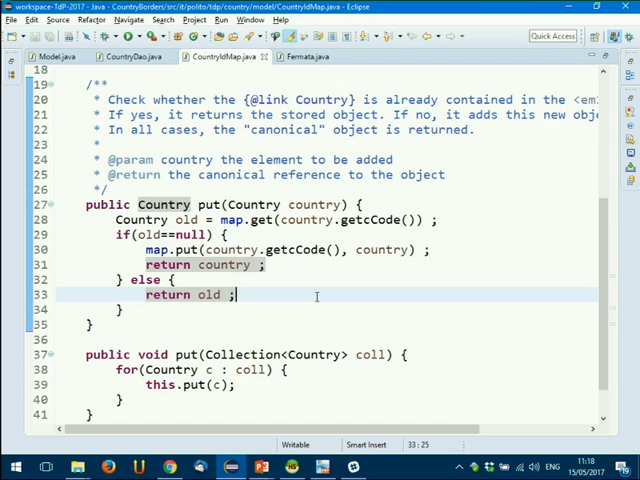 workspace-TdP-2017 - Java - CountryBorders/src/it/polito/tdp/country/model/CountryIdMap.java - Eclipse
File Edit Source Refactor Navigate Search Project Run Window Help
Quick Access
Model.java CountryDao.java CountryIdMap.java Fermata.java
18
19 /**
20 * Check whether the {@link Country} is already contained in the <em
21 * If yes, it returns the stored object. If no, it adds this new obj
22 * In all cases, the "canonical" object is returned.
23 *
24 * @param country the element to be added
25 * @return the canonical reference to the object
26 */
27 public Country put(Country country) {
28 Country old = map.get(country.getcCode()) ;
29 if(old==null) {
30 map.put(country.getcCode(), country) ;
31 return country ;
32 } else {
33 return old ;
34 }
35 }
36
37 public void put(Collection<Country> coll) {
38 for(Country c : coll) {
39 this.put(c);
40 }
41 }
Writable Smart Insert 33 : 25
ENG 11:18
15/05/2017